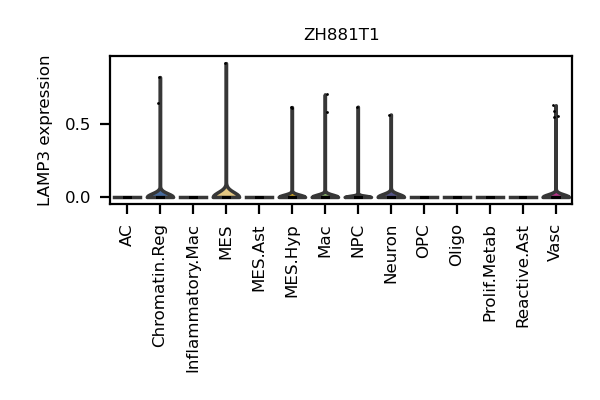 ZH881T1
LAMP3 expression
0.5
0.0
AC
Chromatin.Reg
Inflammatory.Mac
MES
MES.Ast
MES.Hyp
Mac
NPC
Neuron
OPC
Oligo
Prolif.Metab
Reactive.Ast
Vasc